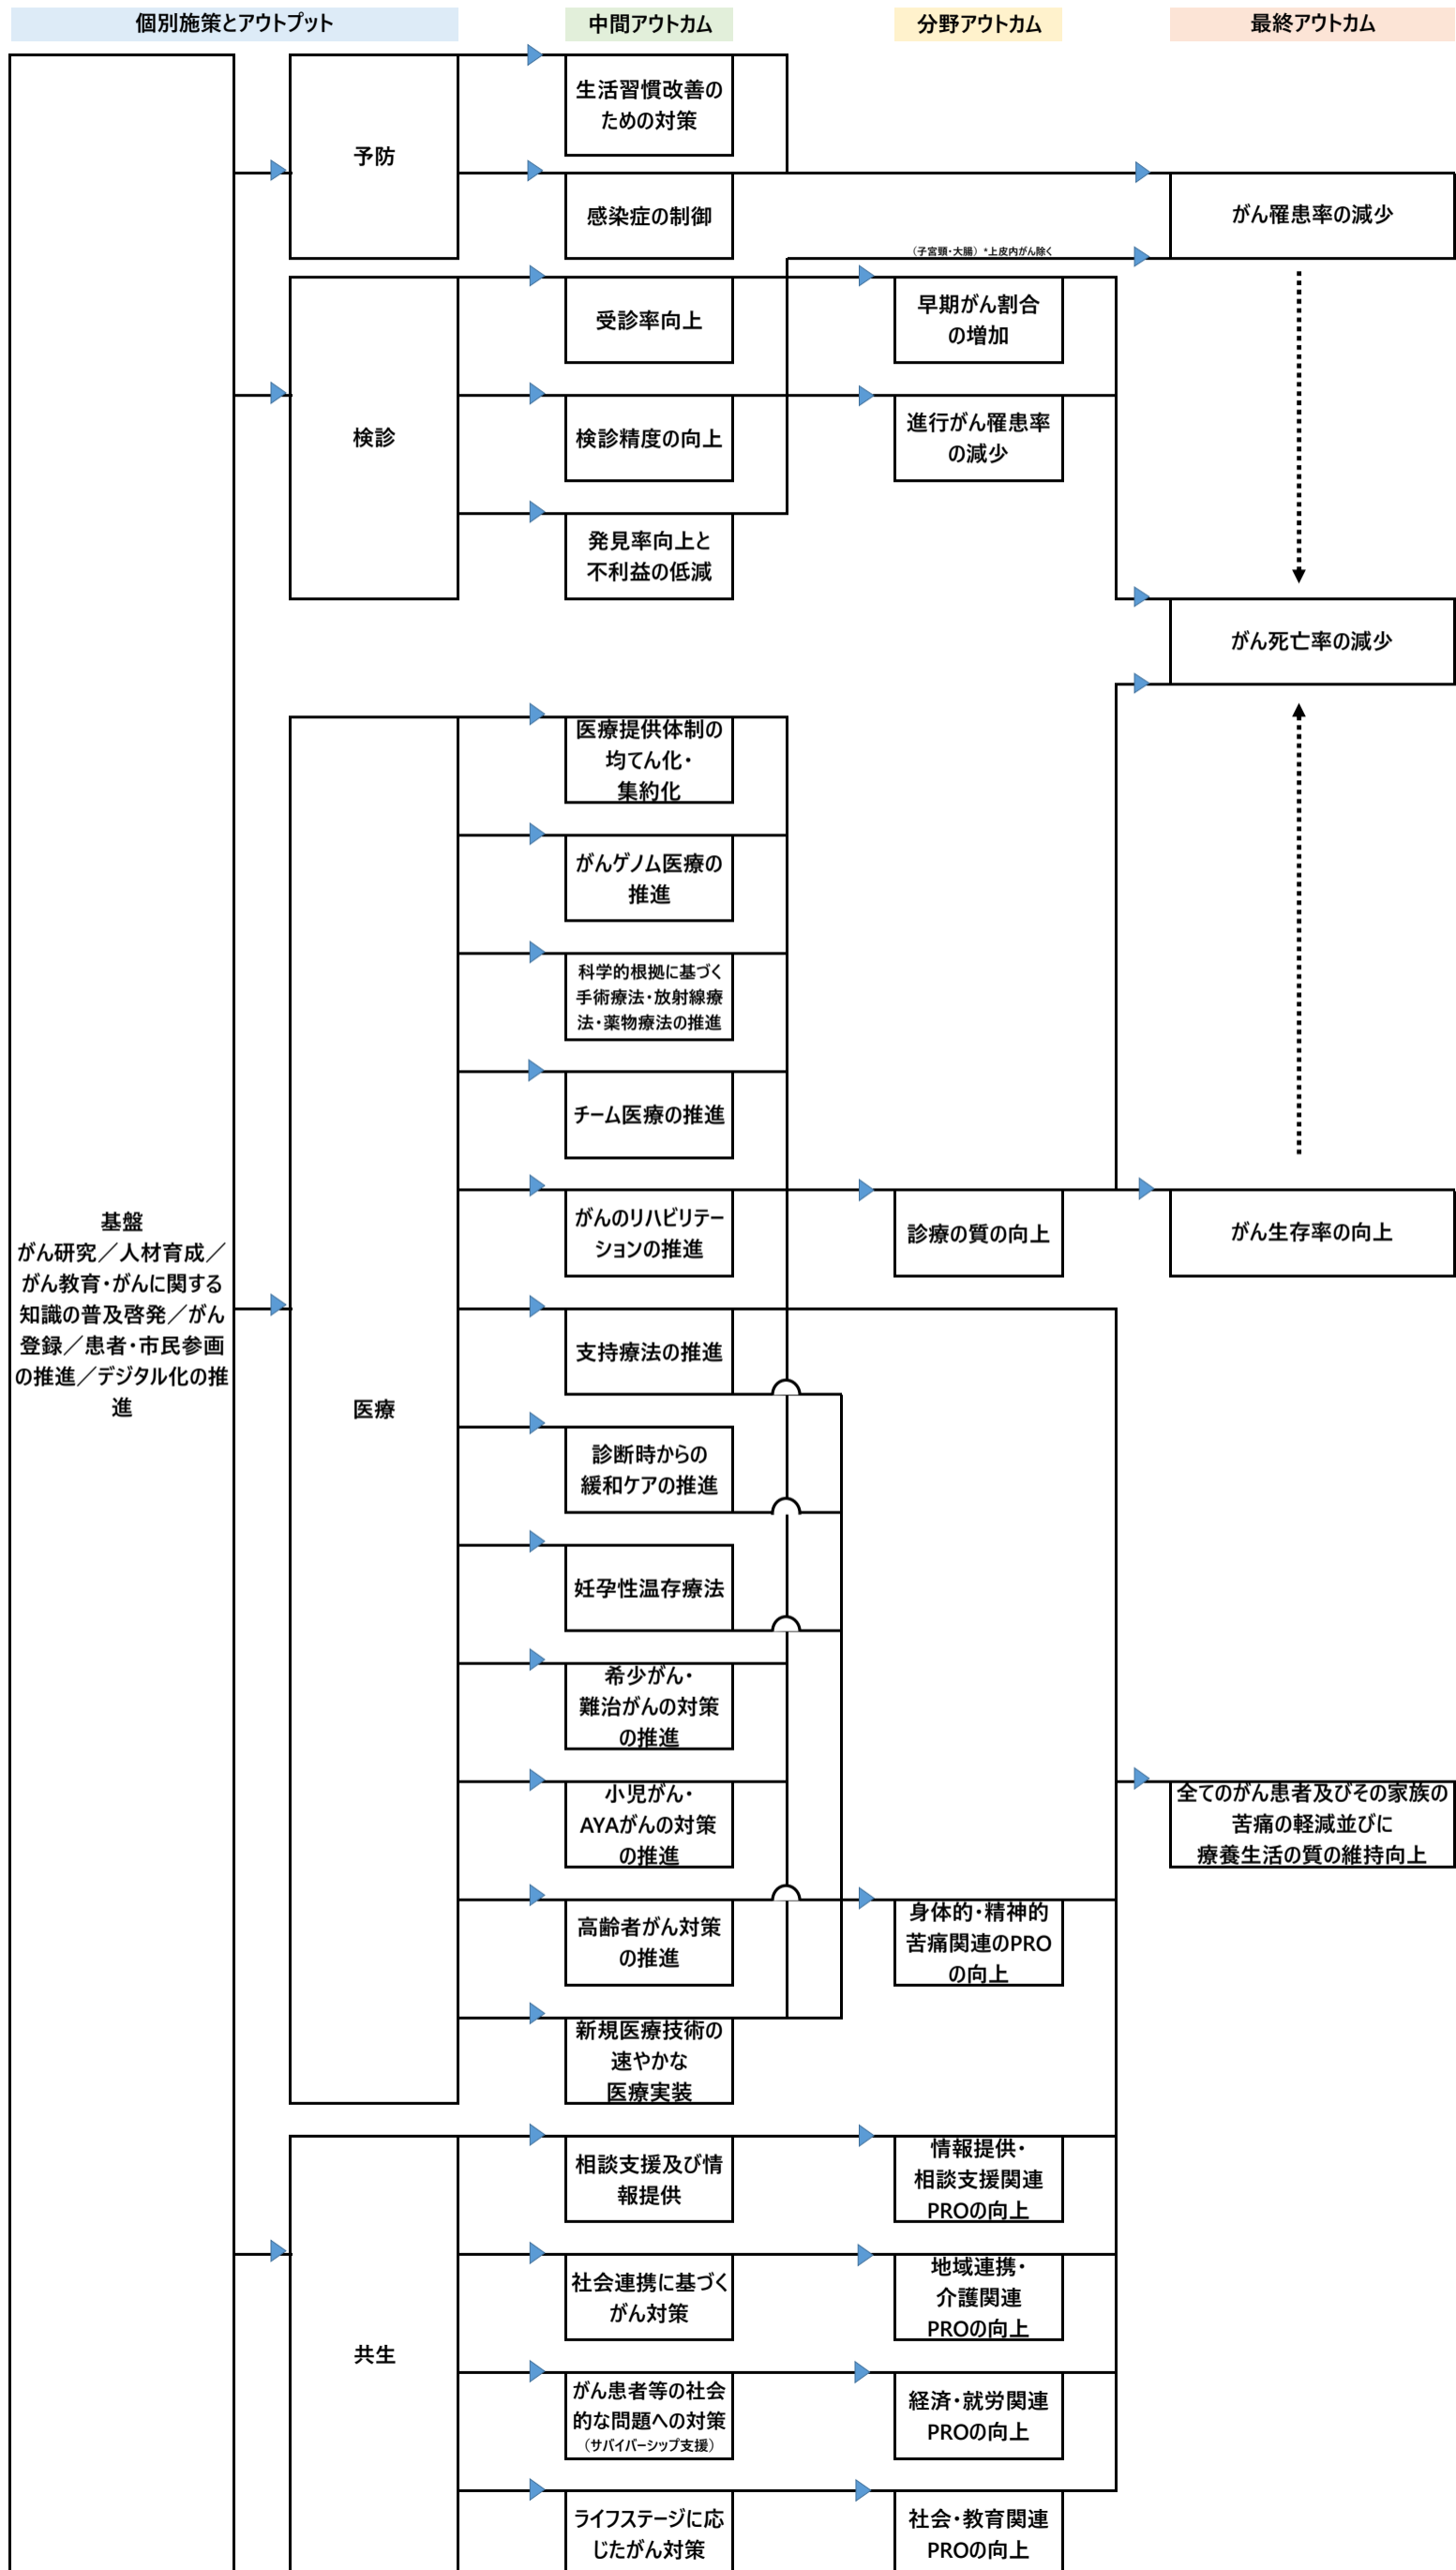 個別施策とアウトプット
中間アウトカム
分野アウトカム
最終アウトカム
基盤
がん研究／人材育成／
がん教育・がんに関する
知識の普及啓発／がん
登録／患者・市民参画
の推進／デジタル化の推
進
予防
生活習慣改善の
ための対策
感染症の制御
がん罹患率の減少
（子宮頸・大腸）*上皮内がん除く
検診
受診率向上
早期がん割合
の増加
検診精度の向上
進行がん罹患率
の減少
発見率向上と
不利益の低減
がん死亡率の減少
医療
医療提供体制の
均てん化・
集約化
がんゲノム医療の
推進
科学的根拠に基づく
手術療法・放射線療
法・薬物療法の推進
チーム医療の推進
がんのリハビリテー
ションの推進
診療の質の向上
がん生存率の向上
支持療法の推進
診断時からの
緩和ケアの推進
妊孕性温存療法
希少がん・
難治がんの対策
の推進
小児がん・
AYAがんの対策
の推進
全てのがん患者及びその家族の
苦痛の軽減並びに
療養生活の質の維持向上
高齢者がん対策
の推進
身体的・精神的
苦痛関連のPRO
の向上
新規医療技術の
速やかな
医療実装
共生
相談支援及び情
報提供
情報提供・
相談支援関連
PROの向上
社会連携に基づく
がん対策
地域連携・
介護関連
PROの向上
がん患者等の社会
的な問題への対策
（サバイバーシップ支援）
経済・就労関連
PROの向上
ライフステージに応
じたがん対策
社会・教育関連
PROの向上